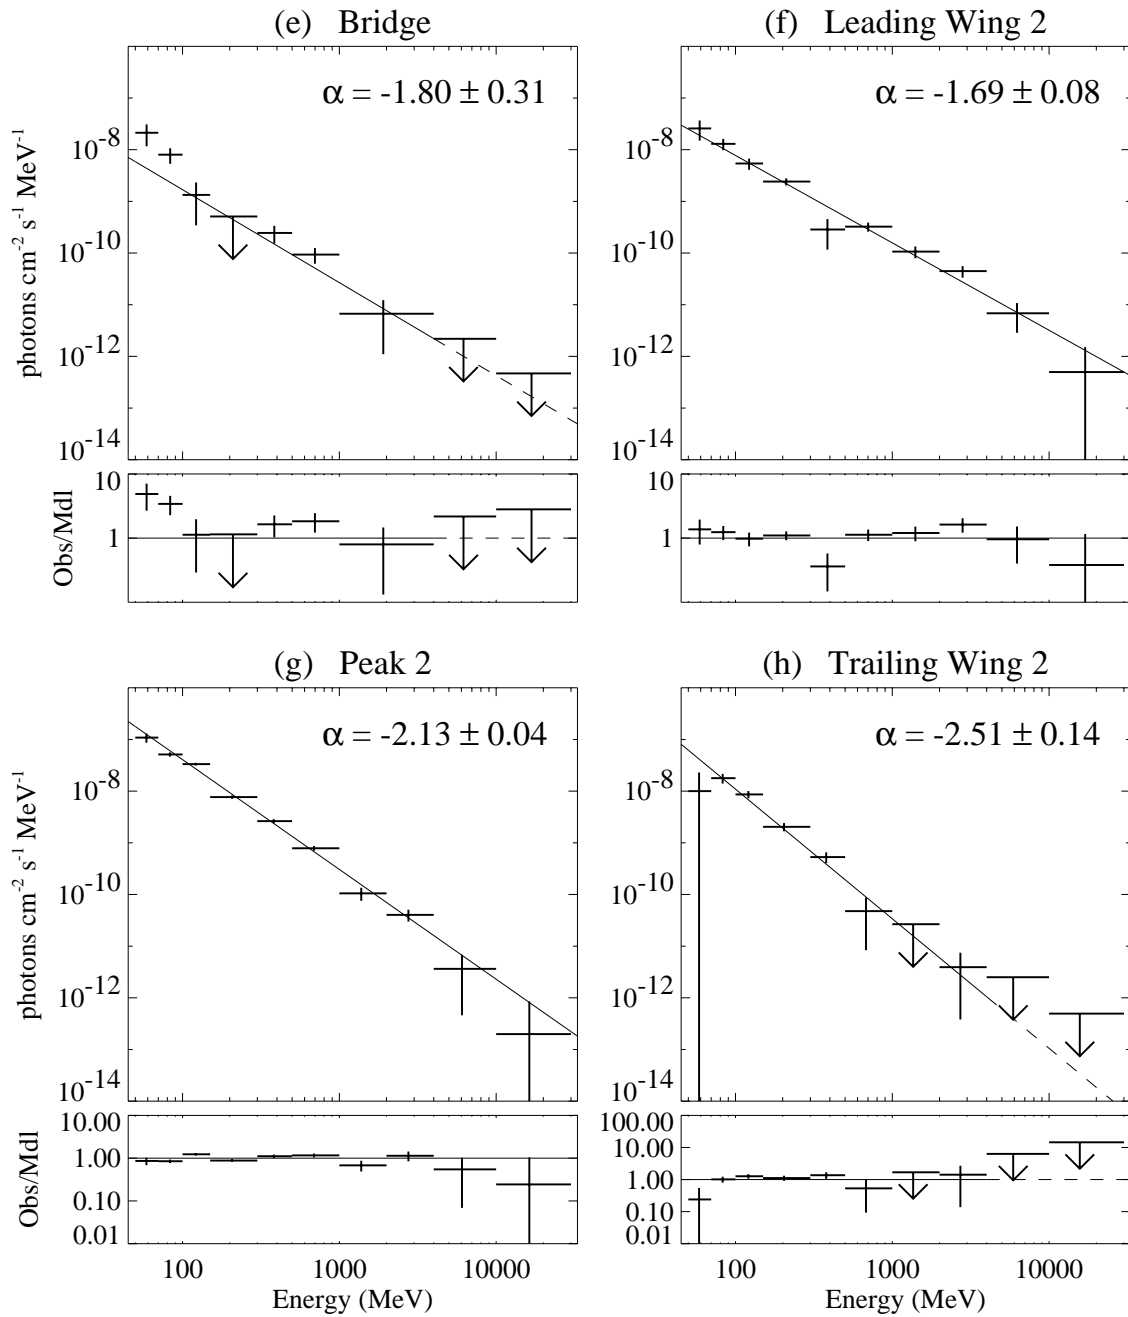 (e) Bridge
(f) Leading Wing 2
α = -1.80 ± 0.31
α = -1.69 ± 0.08
photons cm⁻² s⁻¹ MeV⁻¹
10⁻⁸
10⁻¹⁰
10⁻¹²
10⁻¹⁴
10⁻⁸
10⁻¹⁰
10⁻¹²
10⁻¹⁴
Obs/Mdl
10
1
10
1
(g) Peak 2
(h) Trailing Wing 2
α = -2.13 ± 0.04
α = -2.51 ± 0.14
photons cm⁻² s⁻¹ MeV⁻¹
10⁻⁸
10⁻¹⁰
10⁻¹²
10⁻¹⁴
10⁻⁸
10⁻¹⁰
10⁻¹²
10⁻¹⁴
Obs/Mdl
10.00
1.00
0.10
0.01
100.00
10.00
1.00
0.10
0.01
100 1000 10000
100 1000 10000
Energy (MeV)
Energy (MeV)